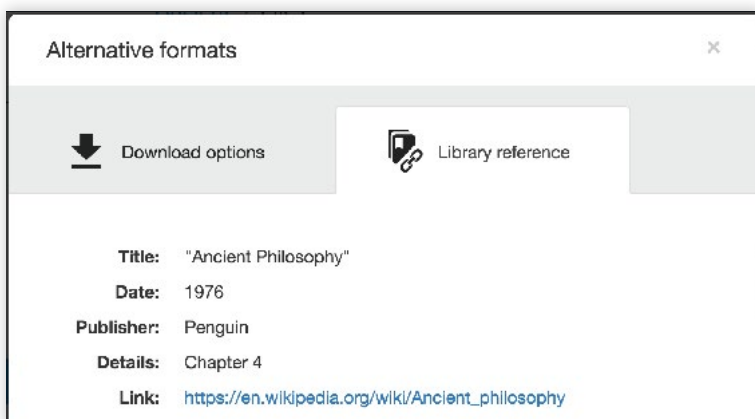 Alternative formats ×
Download options Library reference
Title: "Ancient Philosophy"
Date: 1976
Publisher: Penguin
Details: Chapter 4
Link: https://en.wikipedia.org/wiki/Ancient_philosophy